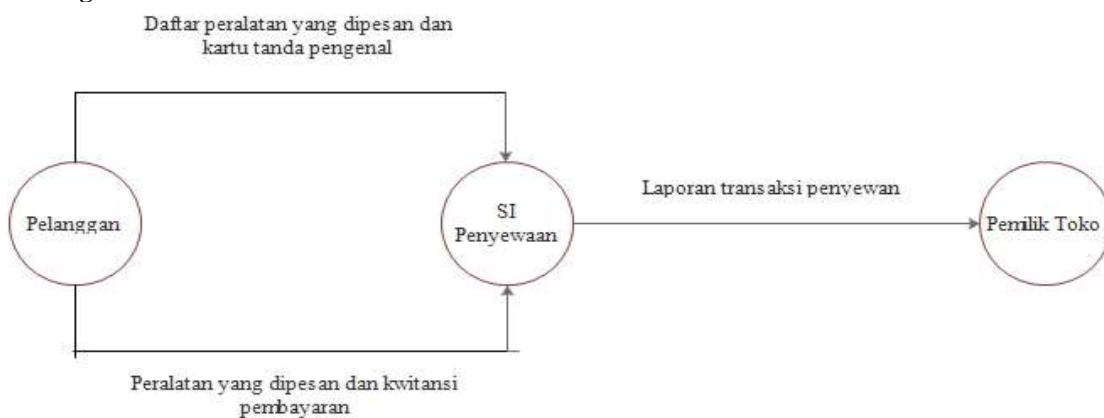 Daftar peralatan yang dipesan dan
kartu tanda pengenal
Pelanggan
SI
Penyewaan
Laporan transaksi penyewan
Pemilik Toko
Peralatan yang dipesan dan kwitansi
pembayaran